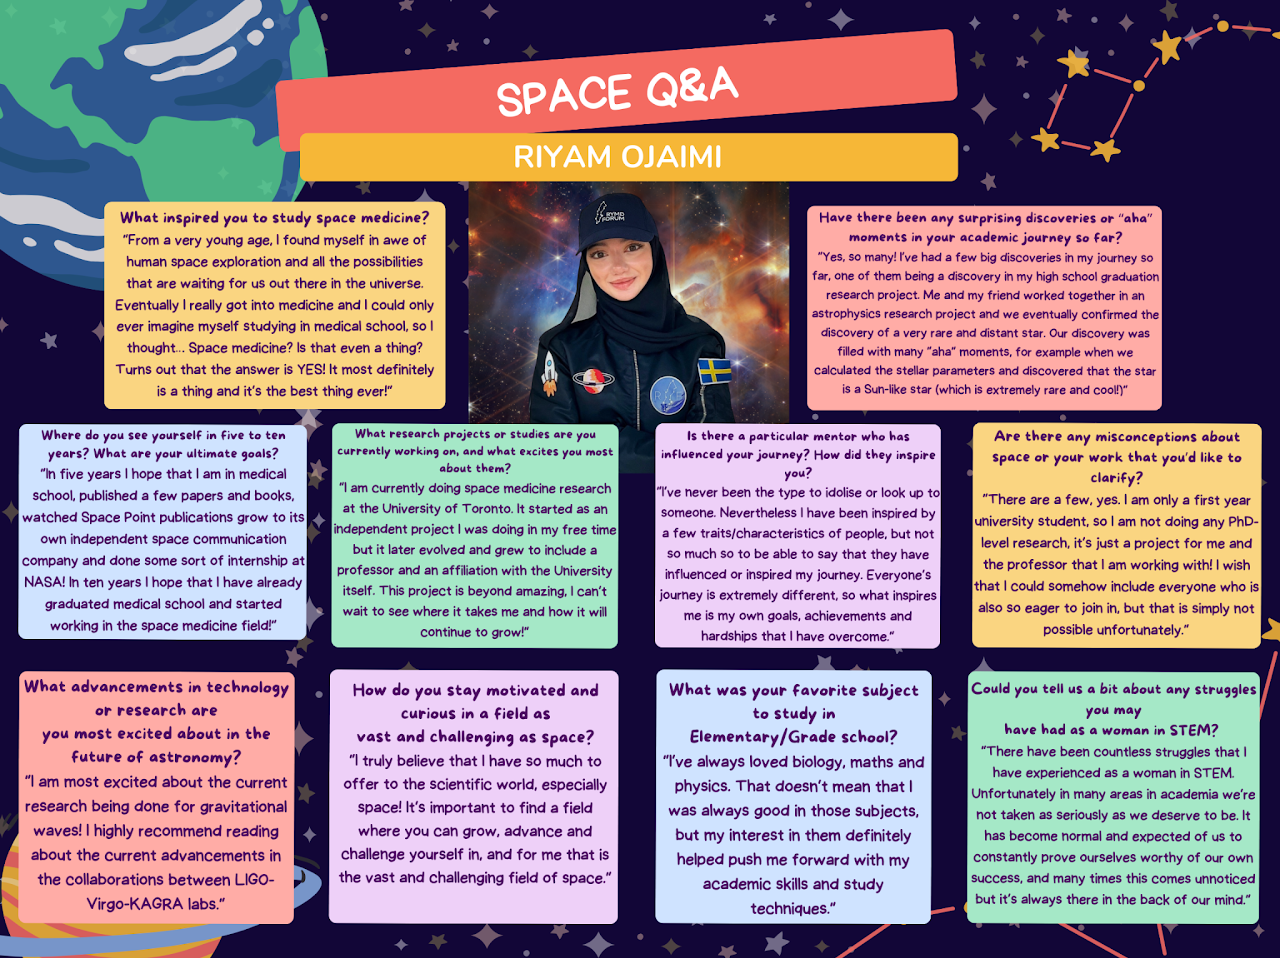 SPACE Q&A
RIYAM OJAIMI
RYMD
FORUM
What inspired you to study space medicine?
"From a very young age, I found myself in awe of
human space exploration and all the possibilities
that are waiting for us out there in the universe.
Eventually I really got into medicine and I could only
ever imagine myself studying in medical school, so I
thought... Space medicine? Is that even a thing?
Turns out that the answer is YES! It most definitely
is a thing and it's the best thing ever!"
Have there been any surprising discoveries or "aha"
moments in your academic journey so far?
"Yes, so many! I've had a few big discoveries in my journey so
far, one of them being a discovery in my high school graduation
research project. Me and my friend worked together in an
astrophysics research project and we eventually confirmed the
discovery of a very rare and distant star. Our discovery was
filled with many "aha" moments, for example when we
calculated the stellar parameters and discovered that the star
is a Sun-like star (which is extremely rare and cool!)"
Where do you see yourself in five to ten
years? What are your ultimate goals?
"In five years I hope that I am in medical
school, published a few papers and books,
watched Space Point publications grow to its
own independent space communication
company and done some sort of internship at
NASA! In ten years I hope that I have already
graduated medical school and started
working in the space medicine field!"
What research projects or studies are you
currently working on, and what excites you most
about them?
"I am currently doing space medicine research
at the University of Toronto. It started as an
independent project I was doing in my free time
but it later evolved and grew to include a
professor and an affiliation with the University
itself. This project is beyond amazing, I can't
wait to see where it takes me and how it will
continue to grow!"
Is there a particular mentor who has
influenced your journey? How did they inspire
you?
"I've never been the type to idolise or look up to
someone. Nevertheless I have been inspired by
a few traits/characteristics of people, but not
so much so to be able to say that they have
influenced or inspired my journey. Everyone's
journey is extremely different, so what inspires
me is my own goals, achievements and
hardships that I have overcome."
Are there any misconceptions about
space or your work that you'd like to
clarify?
"There are a few, yes. I am only a first year
university student, so I am not doing any PhD-
level research, it's just a project for me and
the professor that I am working with! I wish
that I could somehow include everyone who is
also so eager to join in, but that is simply not
possible unfortunately."
What advancements in technology
or research are
you most excited about in the
future of astronomy?
"I am most excited about the current
research being done for gravitational
waves! I highly recommend reading
about the current advancements in
the collaborations between LIGO-
Virgo-KAGRA labs."
How do you stay motivated and
curious in a field as
vast and challenging as space?
"I truly believe that I have so much to
offer to the scientific world, especially
space! It's important to find a field
where you can grow, advance and
challenge yourself in, and for me that is
the vast and challenging field of space."
What was your favorite subject
to study in
Elementary/Grade school?
"I've always loved biology, maths and
physics. That doesn't mean that I
was always good in those subjects,
but my interest in them definitely
helped push me forward with my
academic skills and study
techniques."
Could you tell us a bit about any struggles
you may
have had as a woman in STEM?
"There have been countless struggles that I
have experienced as a woman in STEM.
Unfortunately in many areas in academia we're
not taken as seriously as we deserve to be. It
has become normal and expected of us to
constantly prove ourselves worthy of our own
success, and many times this comes unnoticed
but it's always there in the back of our mind."